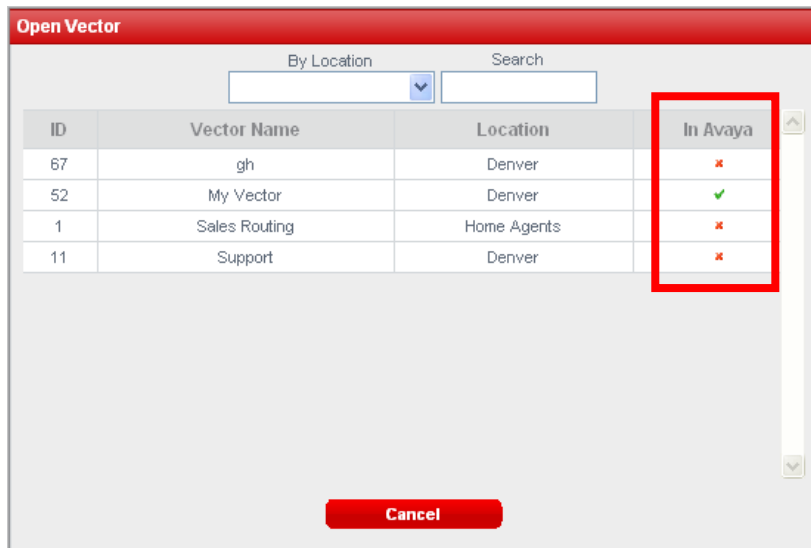 Open Vector
By Location Search
ID Vector Name Location In Avaya
67 gh Denver
52 My Vector Denver
1 Sales Routing Home Agents
11 Support Denver
Cancel